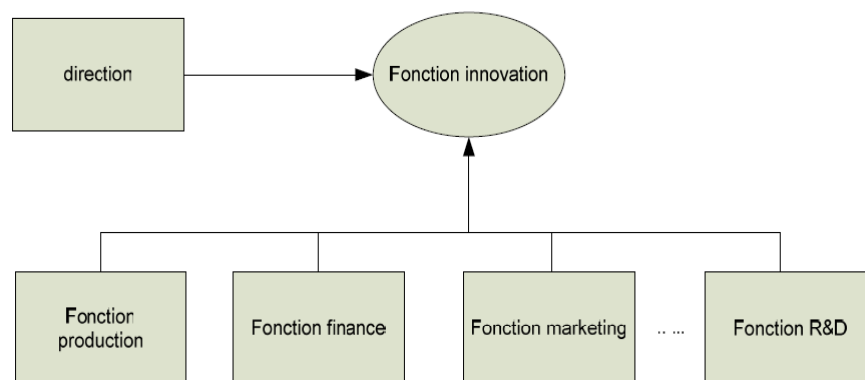 direction
Fonction innovation
Fonction
production
Fonction finance
Fonction marketing
.. ...
Fonction R&D